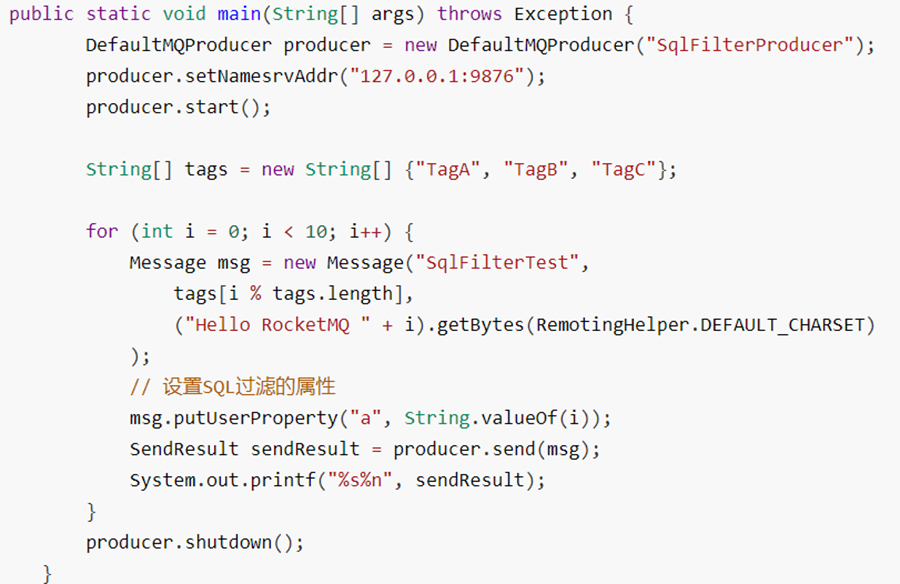 public static void main(String[] args) throws Exception {
DefaultMQProducer producer = new DefaultMQProducer("SqlFilterProducer");
producer.setNamesrvAddr("127.0.0.1:9876");
producer.start();
String[] tags = new String[] {"TagA", "TagB", "TagC"};
for (int i = 0; i < 10; i++) {
Message msg = new Message("SqlFilterTest",
tags[i % tags.length],
("Hello RocketMQ " + i).getBytes(RemotingHelper.DEFAULT_CHARSET)
);
// 设置SQL过滤的属性
msg.putUserProperty("a", String.valueOf(i));
SendResult sendResult = producer.send(msg);
System.out.printf("%s%n", sendResult);
}
producer.shutdown();
}